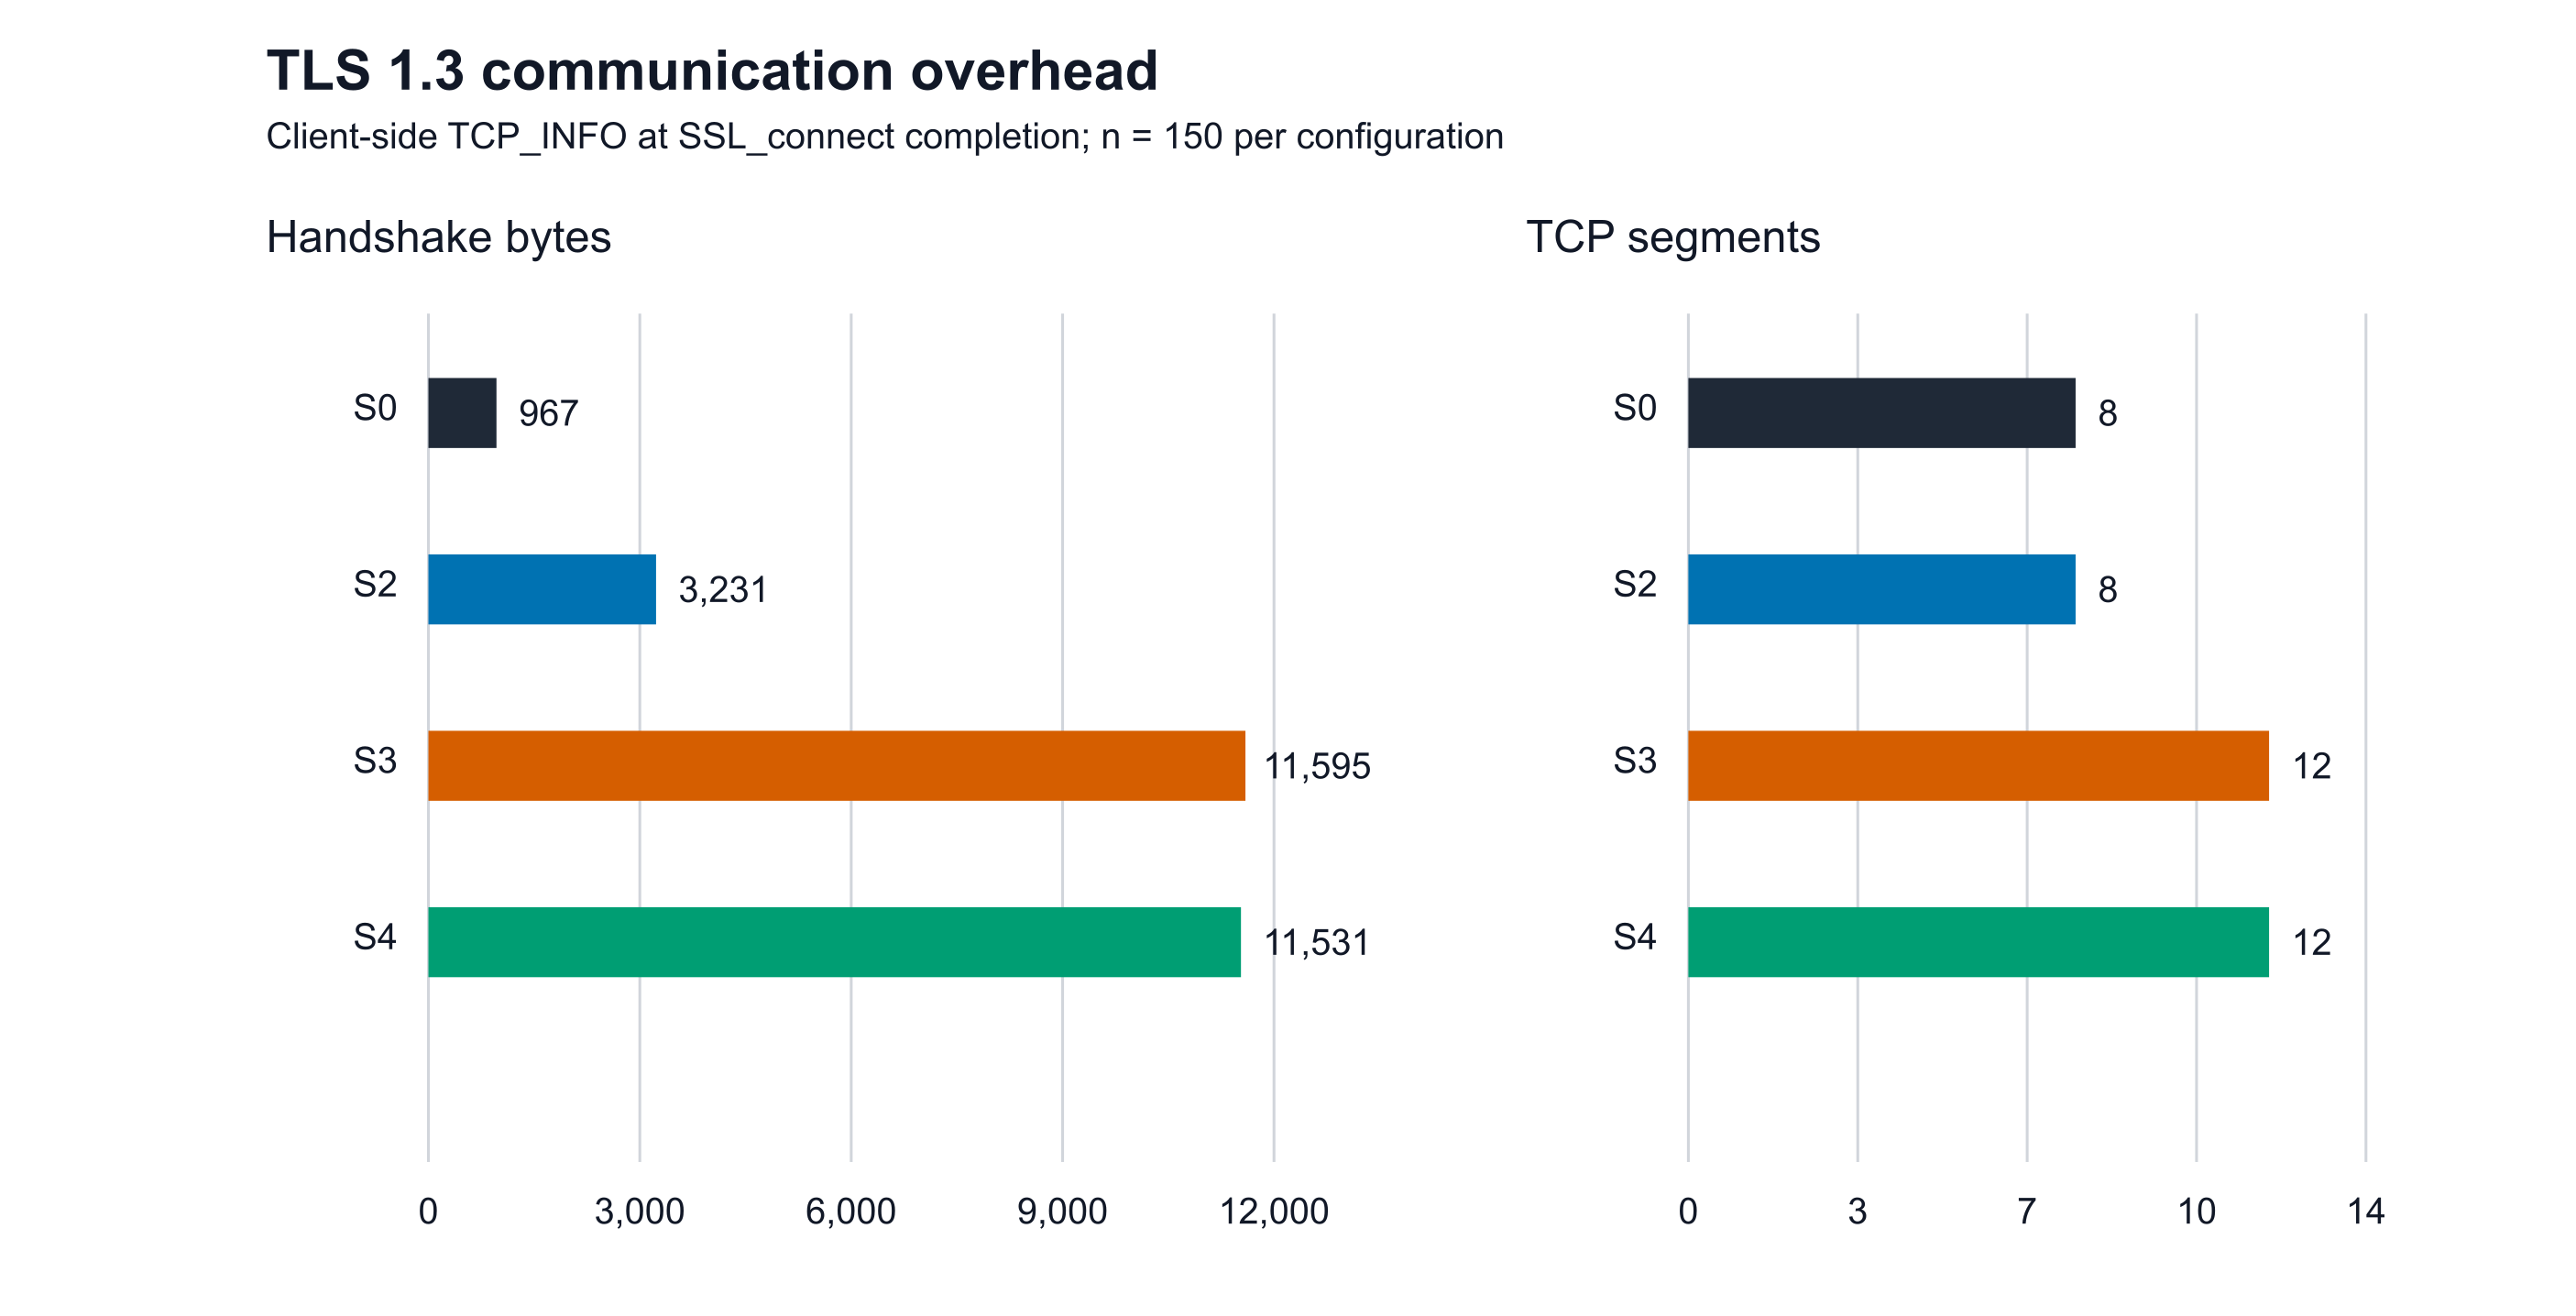 TLS 1.3 communication overhead
Client-side TCP_INFO at SSL_connect completion; n = 150 per configuration
Handshake bytes
S0 967
S2 3,231
S3 11,595
S4 11,531
0 3,000 6,000 9,000 12,000
TCP segments
S0 8
S2 8
S3 12
S4 12
0 3 7 10 14